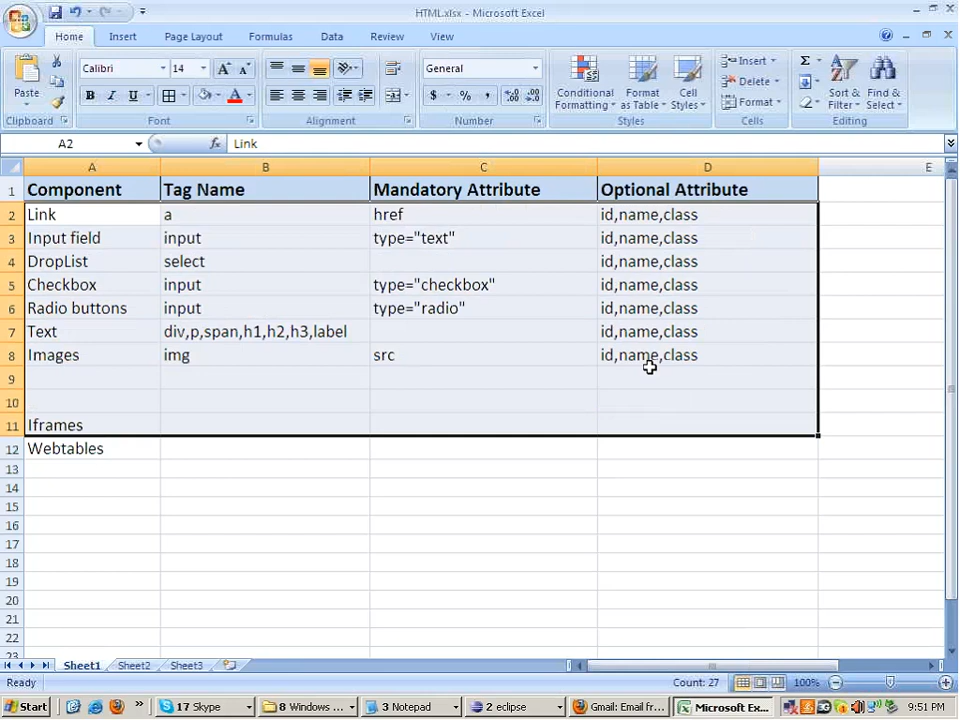 HTML.xlsx - Microsoft Excel
Home Insert Page Layout Formulas Data Review View
Paste
Calibri 14
General
Conditional Formatting
Format as Table
Cell Styles
Insert
Delete
Format
Sort & Filter
Find & Select
Clipboard Font Alignment Number Styles Cells Editing
A2 fx Link
A B C D E
1 Component Tag Name Mandatory Attribute Optional Attribute
2 Link a href id,name,class
3 Input field input type="text" id,name,class
4 DropList select id,name,class
5 Checkbox input type="checkbox" id,name,class
6 Radio buttons input type="radio" id,name,class
7 Text div,p,span,h1,h2,h3,label id,name,class
8 Images img src id,name,class
9
10
11 Iframes
12 Webtables
13
14
15
16
17
18
19
20
21
22
23
Sheet1 Sheet2 Sheet3
Ready Count: 27 100%
Start 17 Skype 8 Windows ... 3 Notepad 2 eclipse Gmail: Email fr... Microsoft Exc... 9:51 PM